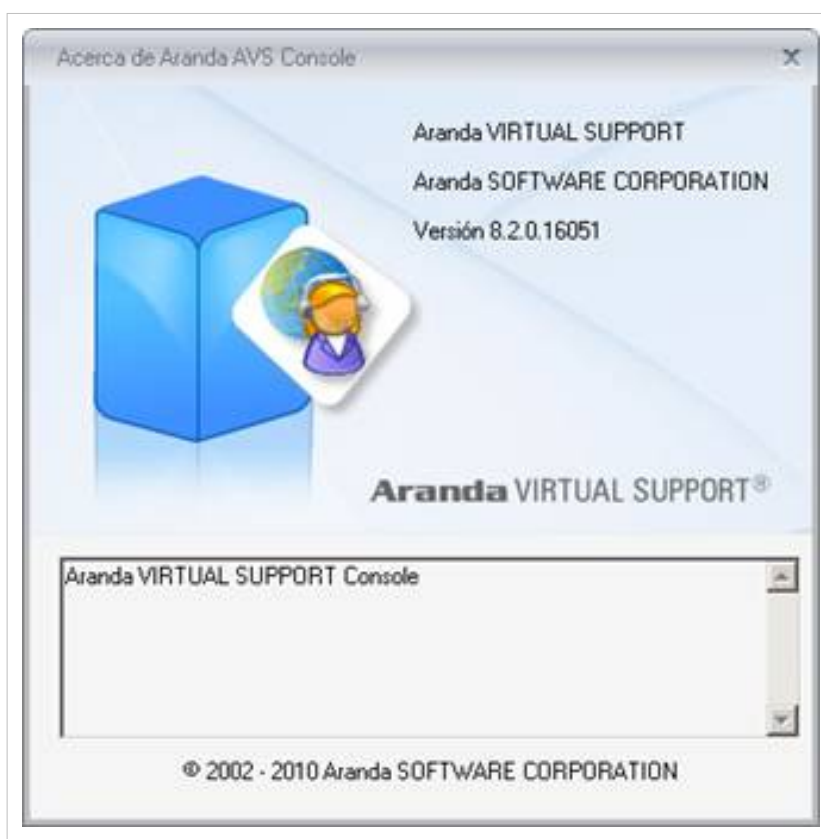 Acerca de Aranda AVS Console
Aranda VIRTUAL SUPPORT
Aranda SOFTWARE CORPORATION
Versión 8.2.0.16051
Aranda VIRTUAL SUPPORT®
Aranda VIRTUAL SUPPORT Console
© 2002 - 2010 Aranda SOFTWARE CORPORATION